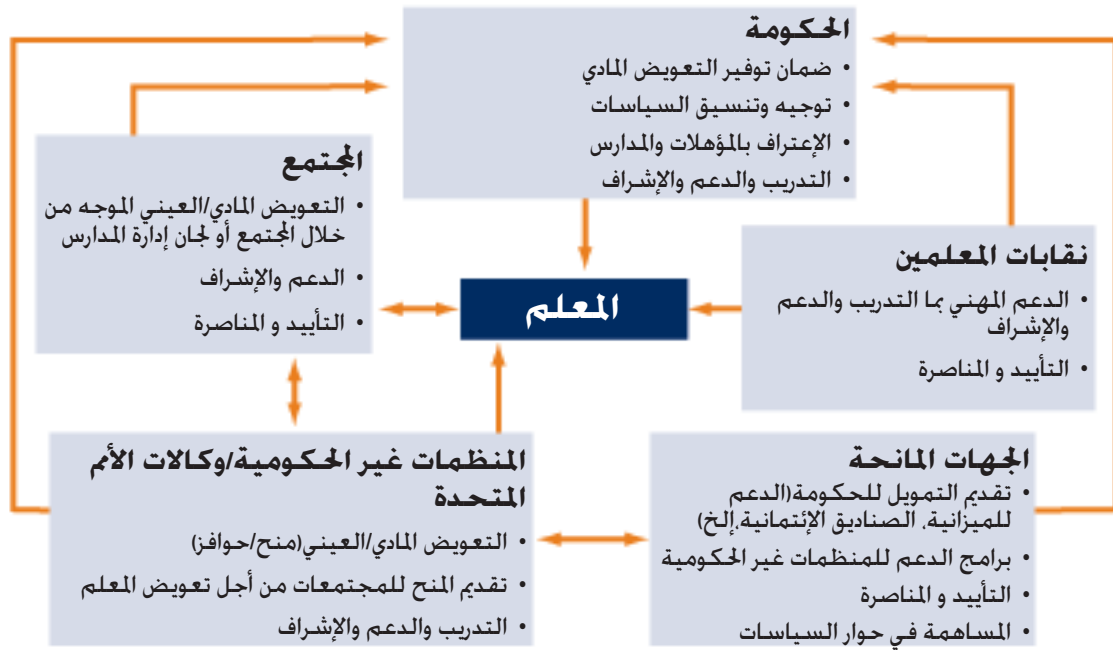 الحكومة
• ضمان توفير التعويض المادي
• توجيه وتنسيق السياسات
• الإعتراف بالمؤهلات والمدارس
• التدريب والدعم والإشراف
المجتمع
• التعويض المادي/العيني الموجه من
خلال المجتمع أو لجان إدارة المدارس
• الدعم والإشراف
• التأييد و المناصرة
المعلم
نقابات المعلمين
• الدعم المهني بما التدريب والدعم
والإشراف
• التأييد و المناصرة
المنظمات غير الحكومية/وكالات الأمم
المتحدة
• التعويض المادي/العيني(منح/حوافز)
• تقديم المنح للمجتمعات من أجل تعويض المعلم
• التدريب والدعم والإشراف
الجهات المانحة
• تقديم التمويل للحكومة(الدعم
للميزانية، الصناديق الإئتمانية،إلخ)
• برامج الدعم للمنظمات غير الحكومية
• التأييد و المناصرة
• المساهمة في حوار السياسات